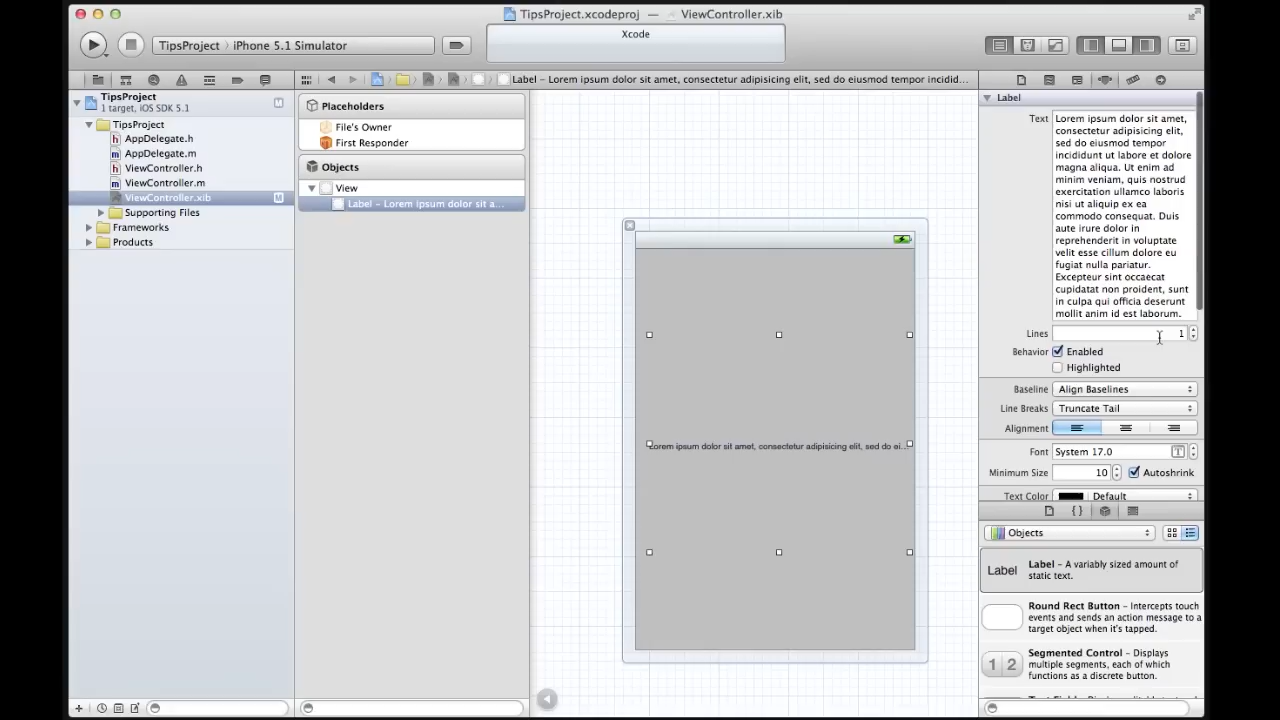 TipsProject.xcodeproj — ViewController.xib
TipsProject 〉 iPhone 5.1 Simulator
Xcode
Label – Lorem ipsum dolor sit amet, consectetur adipisicing elit, sed do eiusmod tempor incidid...
TipsProject
1 target, iOS SDK 5.1
TipsProject
AppDelegate.h
AppDelegate.m
ViewController.h
ViewController.m
ViewController.xib
M
Supporting Files
Frameworks
Products
Placeholders
File's Owner
First Responder
Objects
View
Label – Lorem ipsum dolor sit a...
Lorem ipsum dolor sit amet, consectetur adipisicing elit, sed do ei...
Label
Text
Lorem ipsum dolor sit amet,
consectetur adipisicing elit,
sed do eiusmod tempor
incididunt ut labore et dolore
magna aliqua. Ut enim ad
minim veniam, quis nostrud
exercitation ullamco laboris
nisi ut aliquip ex ea
commodo consequat. Duis
aute irure dolor in
reprehenderit in voluptate
velit esse cillum dolore eu
fugiat nulla pariatur.
Excepteur sint occaecat
cupidatat non proident, sunt
in culpa qui officia deserunt
mollit anim id est laborum.
Lines 1
Behavior Enabled
Highlighted
Baseline Align Baselines
Line Breaks Truncate Tail
Alignment
Font System 17.0
Minimum Size 10 Autoshrink
Text Color Default
Objects
Label
Label – A variably sized amount of
static text.
Round Rect Button – Intercepts touch
events and sends an action message to a
target object when it's tapped.
1 2
Segmented Control – Displays
multiple segments, each of which
functions as a discrete button.